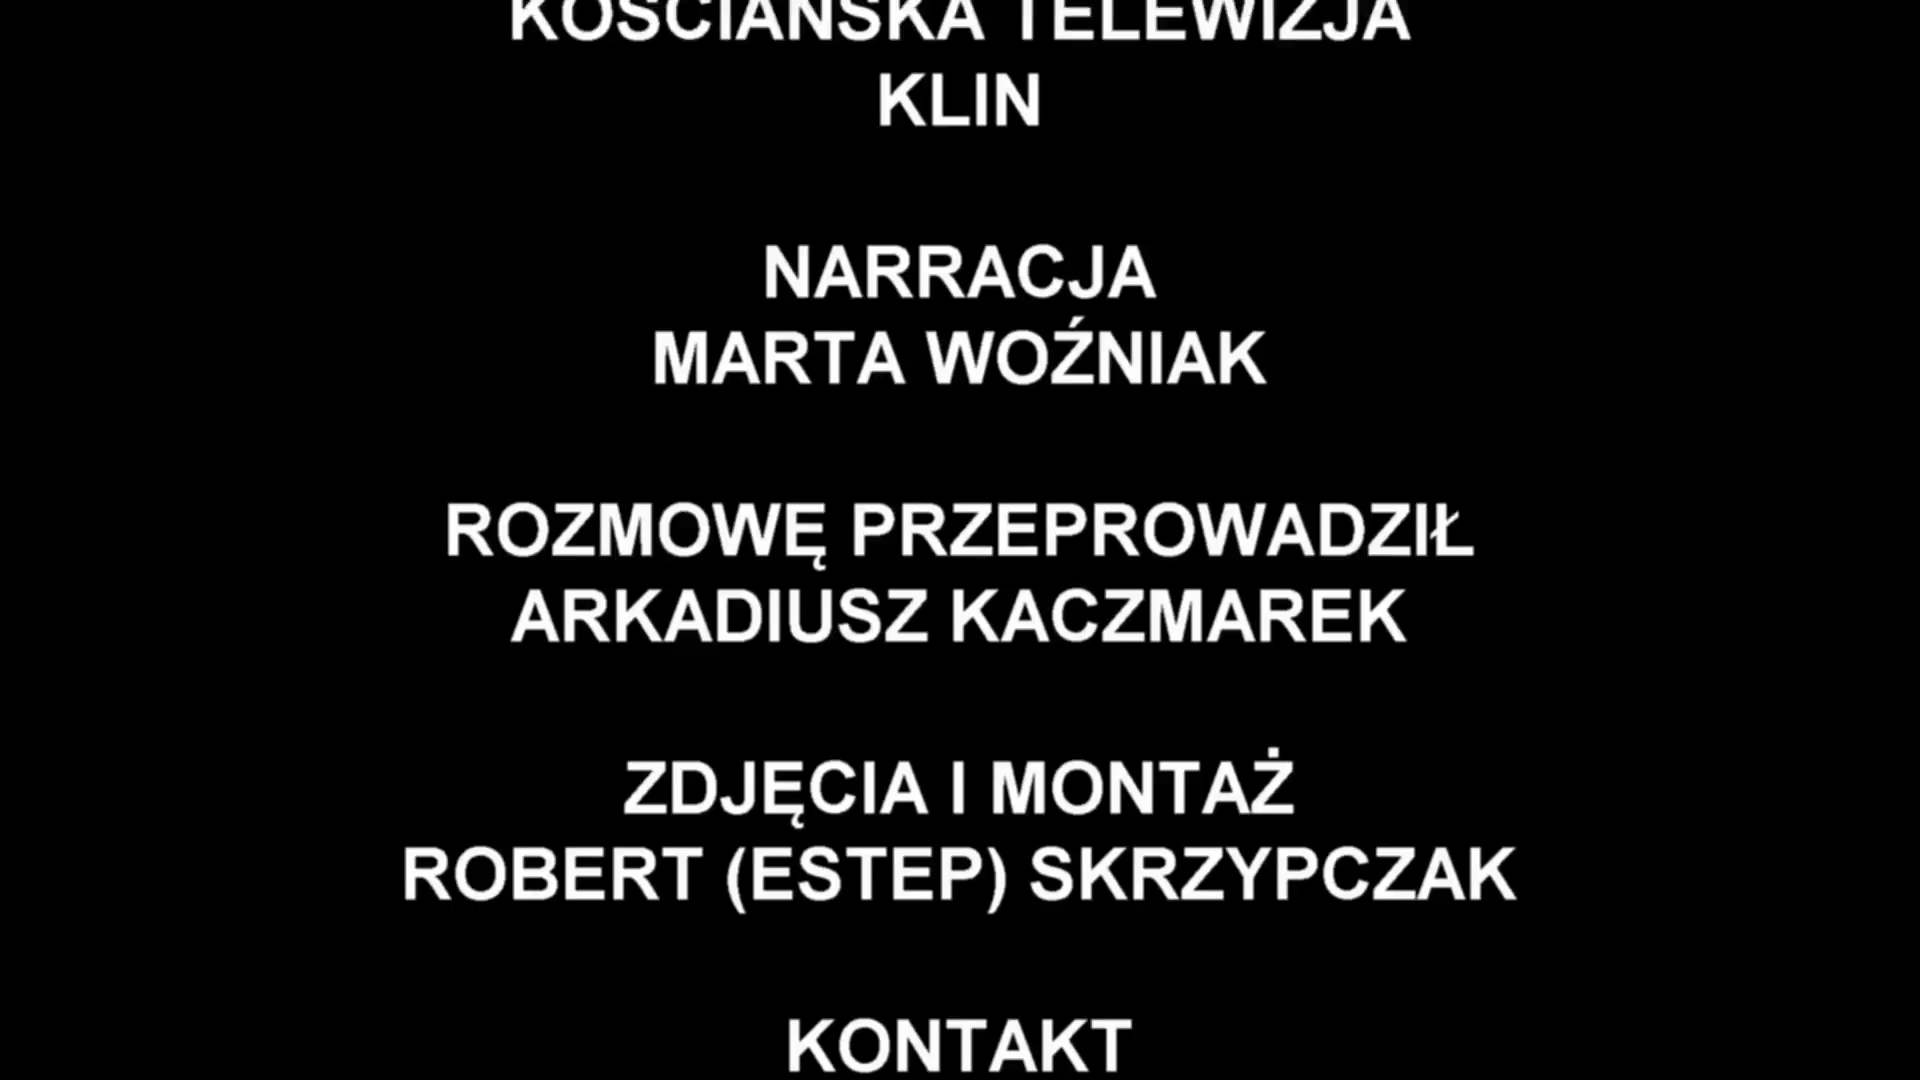 KOŚCIAŃSKA TELEWIZJA
KLIN
NARRACJA
MARTA WOŹNIAK
ROZMOWĘ PRZEPROWADZIŁ
ARKADIUSZ KACZMAREK
ZDJĘCIA I MONTAŻ
ROBERT (ESTEP) SKRZYPCZAK
KONTAKT